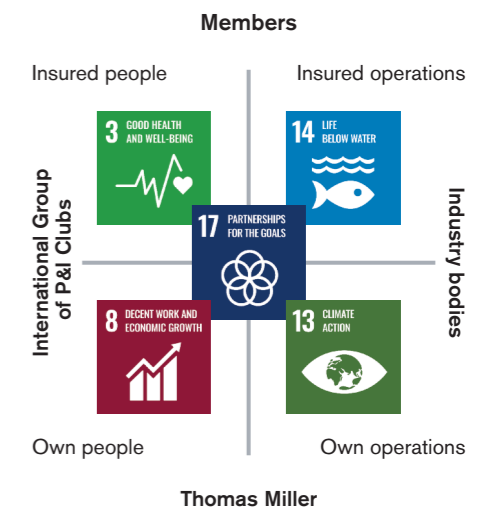 Members
Insured people
Insured operations
3 GOOD HEALTH
AND WELL-BEING
14 LIFE
BELOW WATER
International Group
of P&I Clubs
17 PARTNERSHIPS
FOR THE GOALS
Industry bodies
8 DECENT WORK AND
ECONOMIC GROWTH
13 CLIMATE
ACTION
Own people
Own operations
Thomas Miller